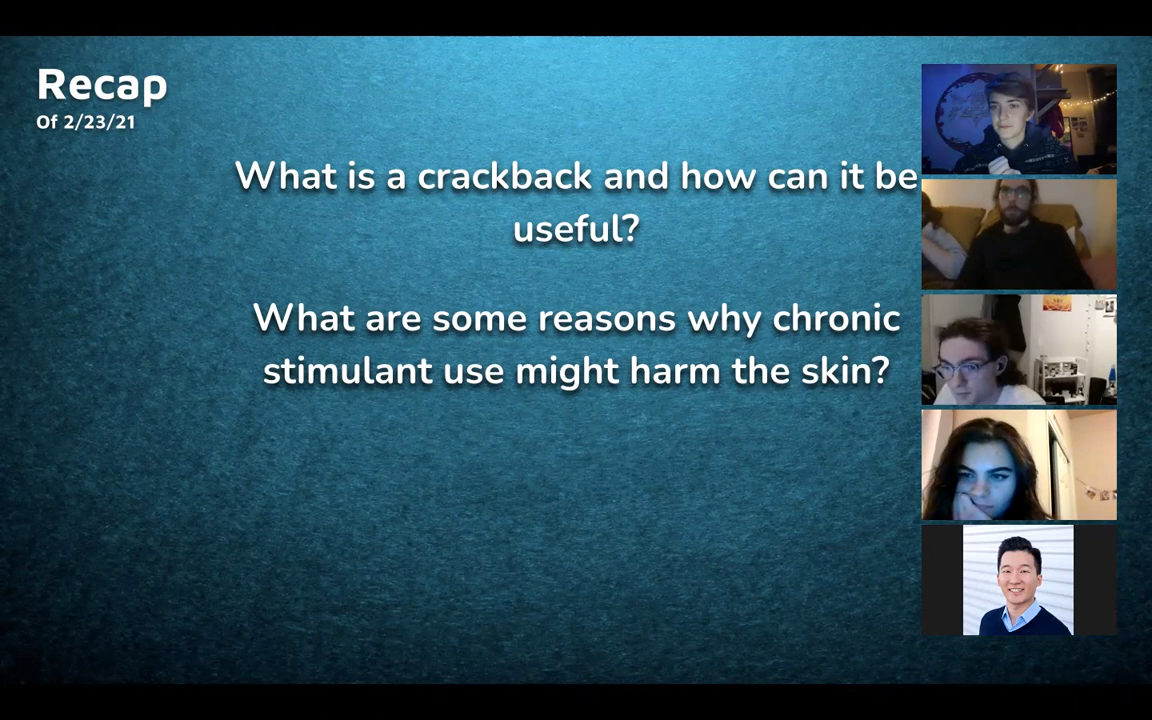 Recap
Of 2/23/21
What is a crackback and how can it be
useful?
What are some reasons why chronic
stimulant use might harm the skin?